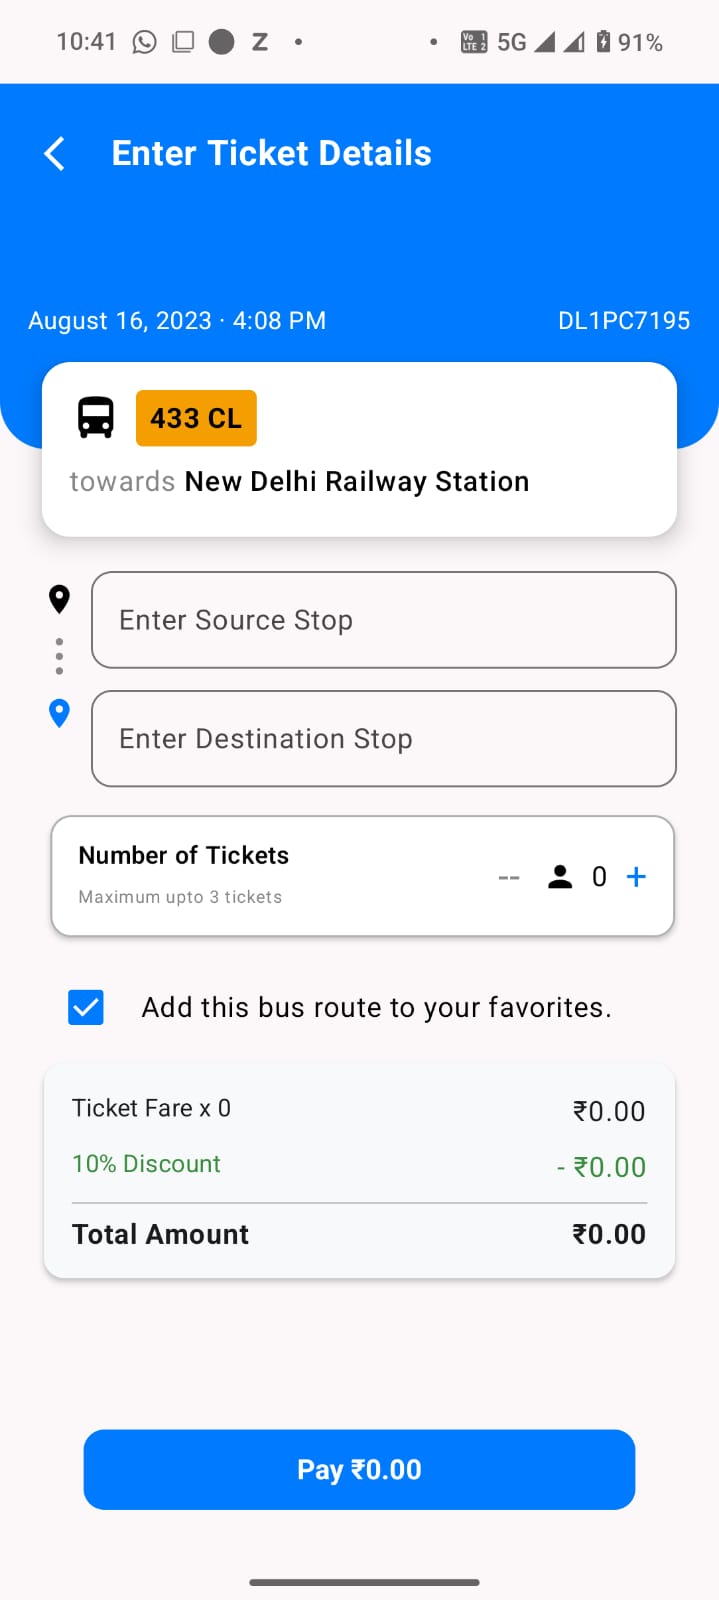 10:41 Z 5G 91%
Vo 1
LTE 2
Enter Ticket Details
August 16, 2023 · 4:08 PM
DL1PC7195
433 CL
towards New Delhi Railway Station
Enter Source Stop
Enter Destination Stop
Number of Tickets
Maximum upto 3 tickets
-- 0 +
Add this bus route to your favorites.
Ticket Fare x 0 ₹0.00
10% Discount - ₹0.00
Total Amount ₹0.00
Pay ₹0.00